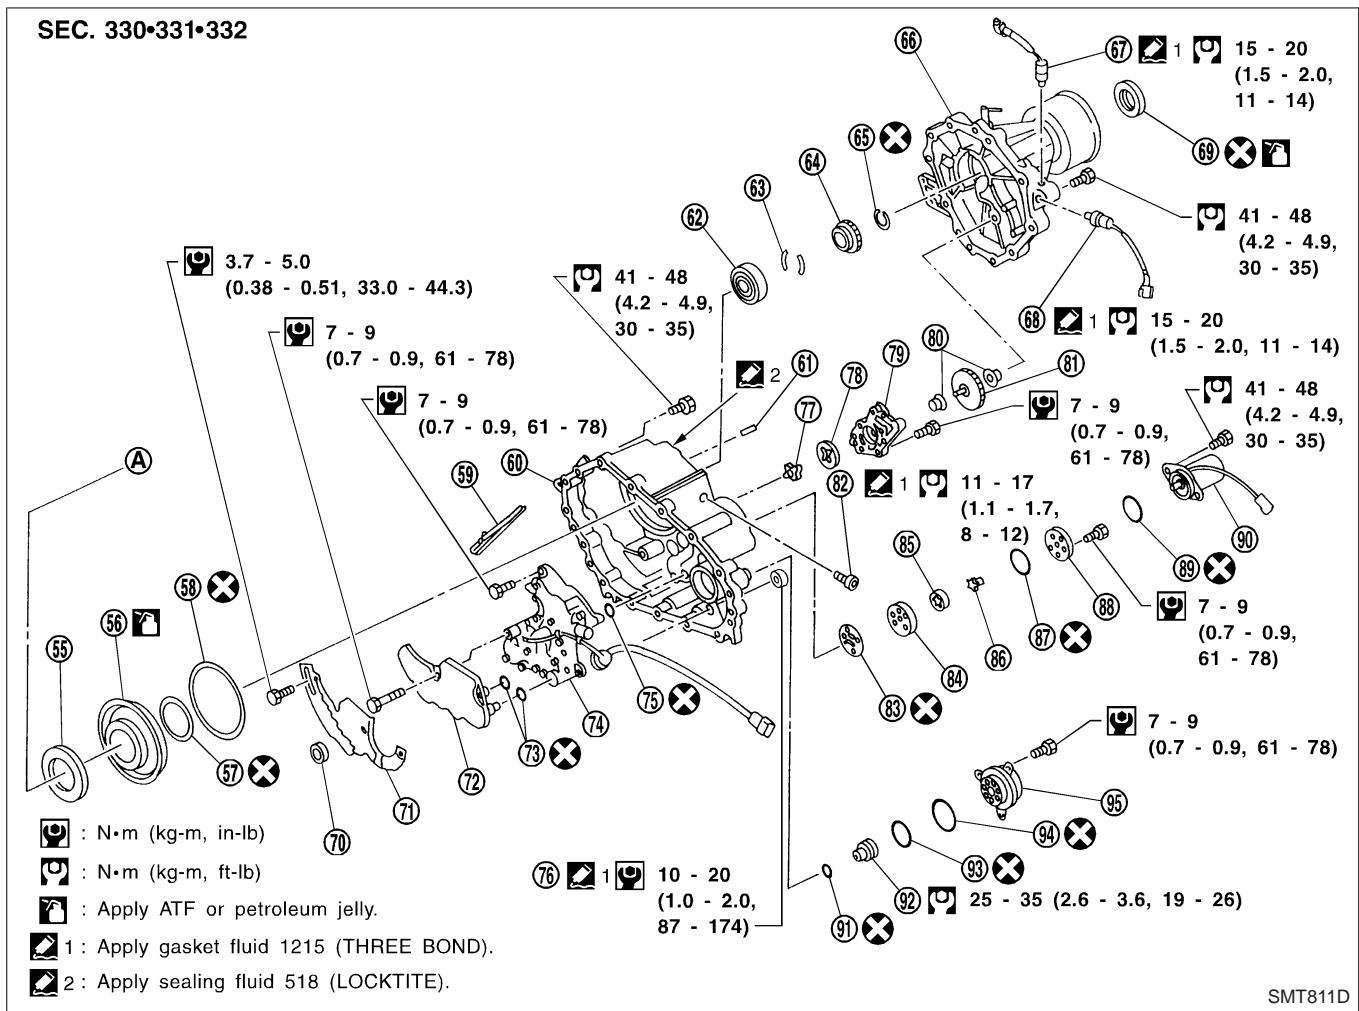 SEC. 330•331•332
66
67 1 15 - 20
(1.5 - 2.0,
11 - 14)
65
69
64
63
62
41 - 48
(4.2 - 4.9,
30 - 35)
3.7 - 5.0
(0.38 - 0.51, 33.0 - 44.3)
41 - 48
(4.2 - 4.9,
30 - 35)
68 1 15 - 20
(1.5 - 2.0, 11 - 14)
7 - 9
(0.7 - 0.9, 61 - 78)
2
61
78
79
80
81
7 - 9
(0.7 - 0.9, 61 - 78)
77
7 - 9
(0.7 - 0.9,
61 - 78)
41 - 48
(4.2 - 4.9,
30 - 35)
A
59
60
82
1 11 - 17
(1.1 - 1.7,
8 - 12)
85
90
89
58
56
55
86
87
88
7 - 9
(0.7 - 0.9,
61 - 78)
84
83
75
74
73
72
57
71
70
7 - 9
(0.7 - 0.9, 61 - 78)
95
94
93
76 1 10 - 20
(1.0 - 2.0,
87 - 174)
92 25 - 35 (2.6 - 3.6, 19 - 26)
91
: N•m (kg-m, in-lb)
: N•m (kg-m, ft-lb)
: Apply ATF or petroleum jelly.
1 : Apply gasket fluid 1215 (THREE BOND).
2 : Apply sealing fluid 518 (LOCKTITE).
SMT811D